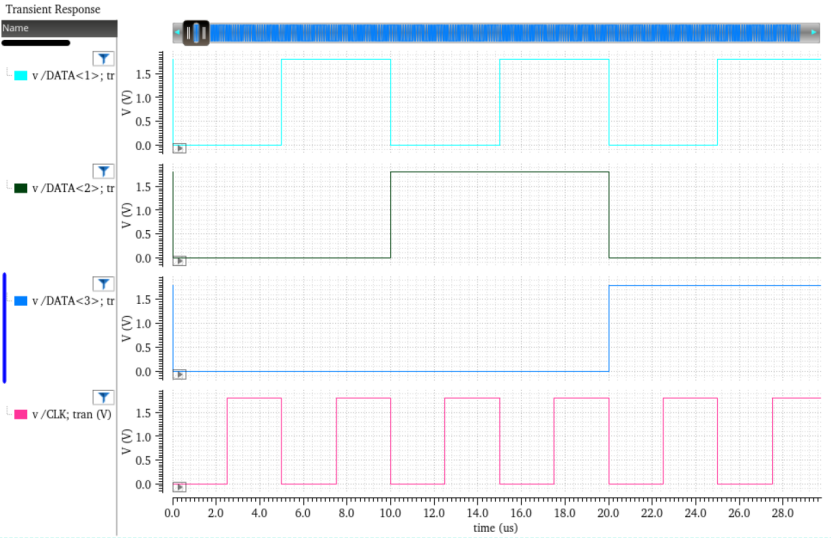 Transient Response
Name
v /DATA<1>; tr
V (V)
1.5
1.0
0.5
0.0
v /DATA<2>; tr
V (V)
1.5
1.0
0.5
0.0
v /DATA<3>; tr
V (V)
1.5
1.0
0.5
0.0
v /CLK; tran (V)
V (V)
1.5
1.0
0.5
0.0
0.0 2.0 4.0 6.0 8.0 10.0 12.0 14.0 16.0 18.0 20.0 22.0 24.0 26.0 28.0
time (us)